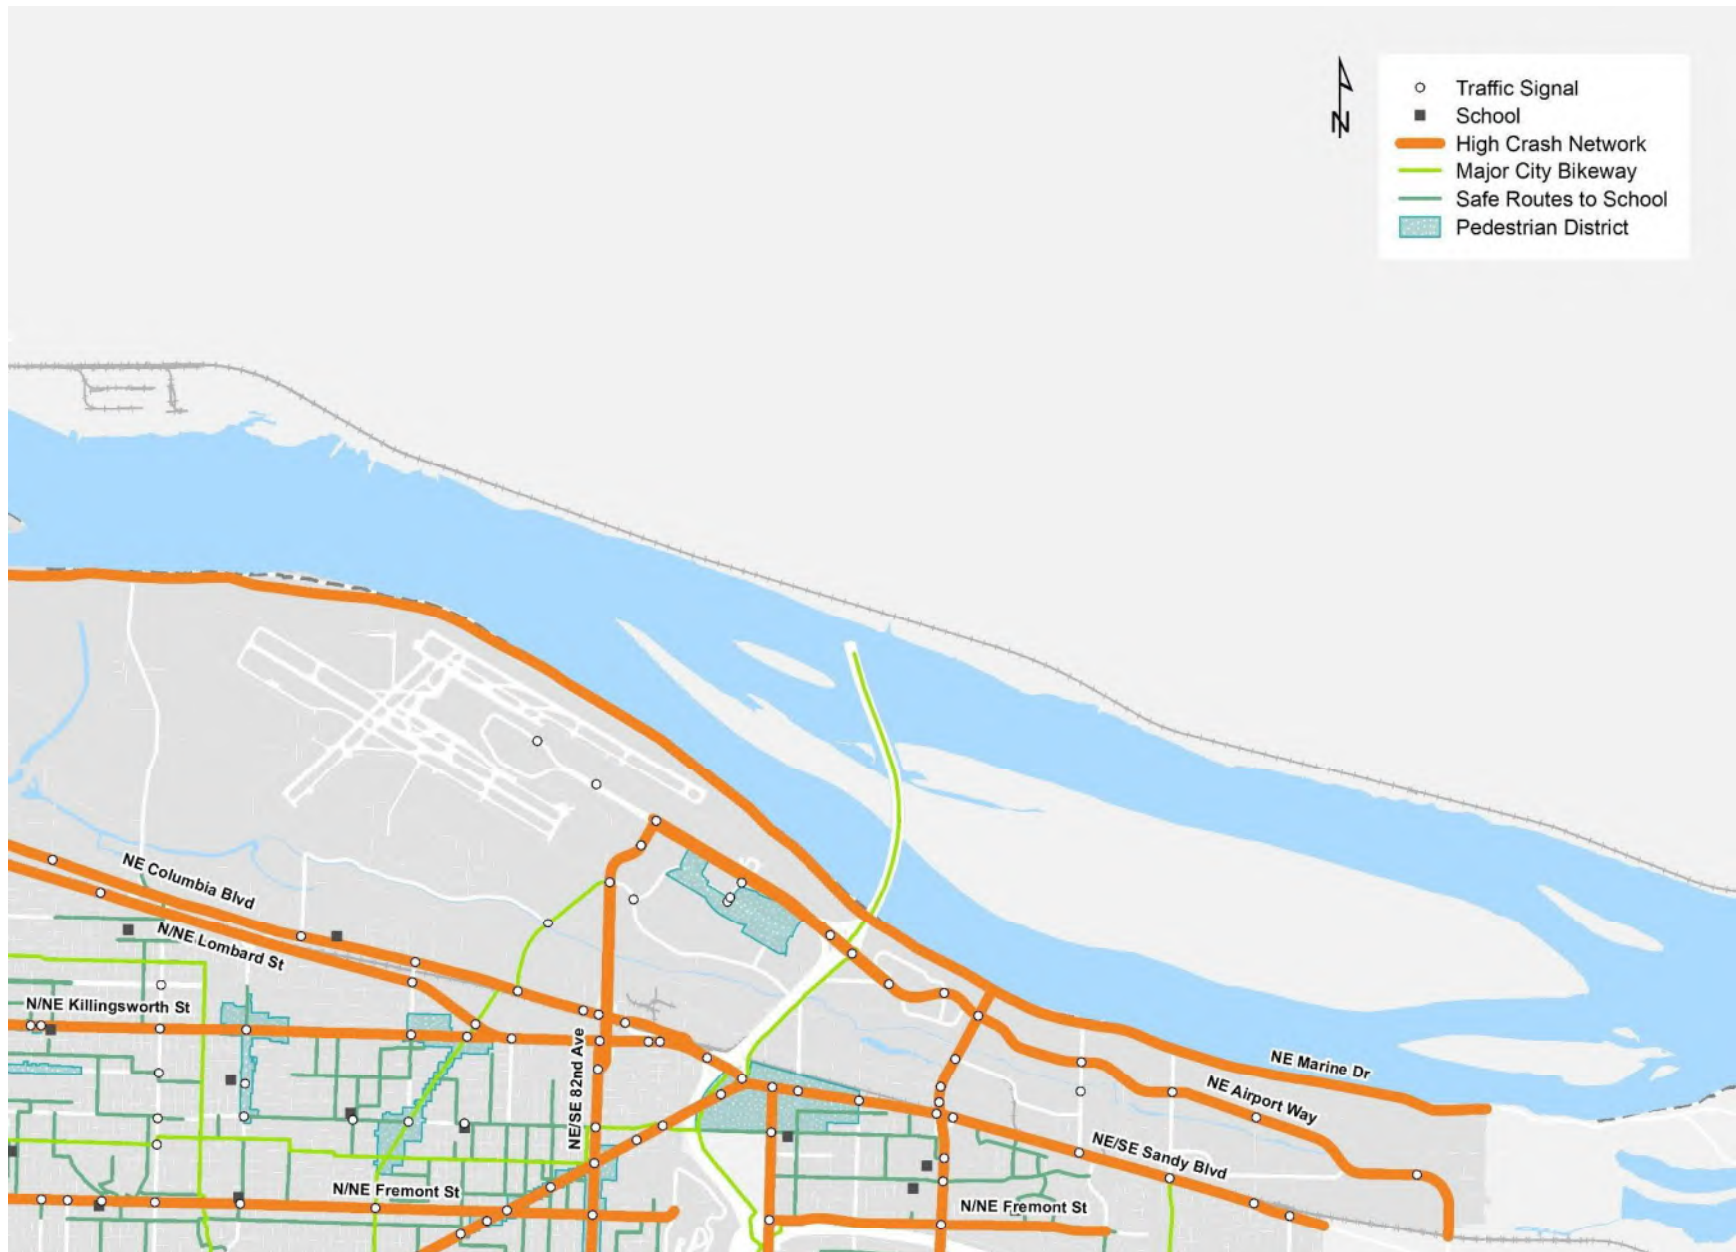 N
Traffic Signal
School
High Crash Network
Major City Bikeway
Safe Routes to School
Pedestrian District
NE Columbia Blvd
N/NE Lombard St
N/NE Killingsworth St
NE/SE 82nd Ave
NE Marine Dr
NE Airport Way
NE/SE Sandy Blvd
N/NE Fremont St
N/NE Fremont St